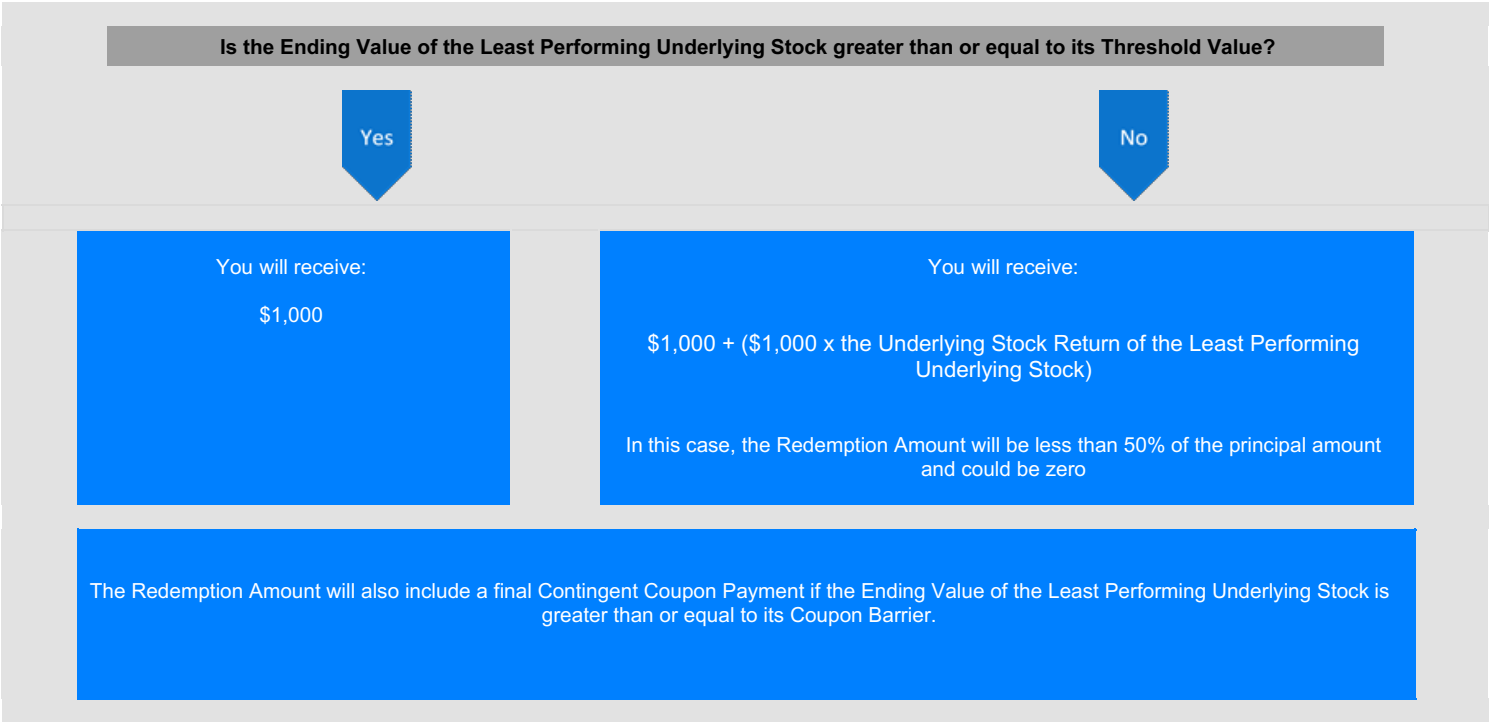 Is the Ending Value of the Least Performing Underlying Stock greater than or equal to its Threshold Value?
Yes
No
You will receive:
$1,000
You will receive:
$1,000 + ($1,000 x the Underlying Stock Return of the Least Performing
Underlying Stock)
In this case, the Redemption Amount will be less than 50% of the principal amount
and could be zero
The Redemption Amount will also include a final Contingent Coupon Payment if the Ending Value of the Least Performing Underlying Stock is
greater than or equal to its Coupon Barrier.